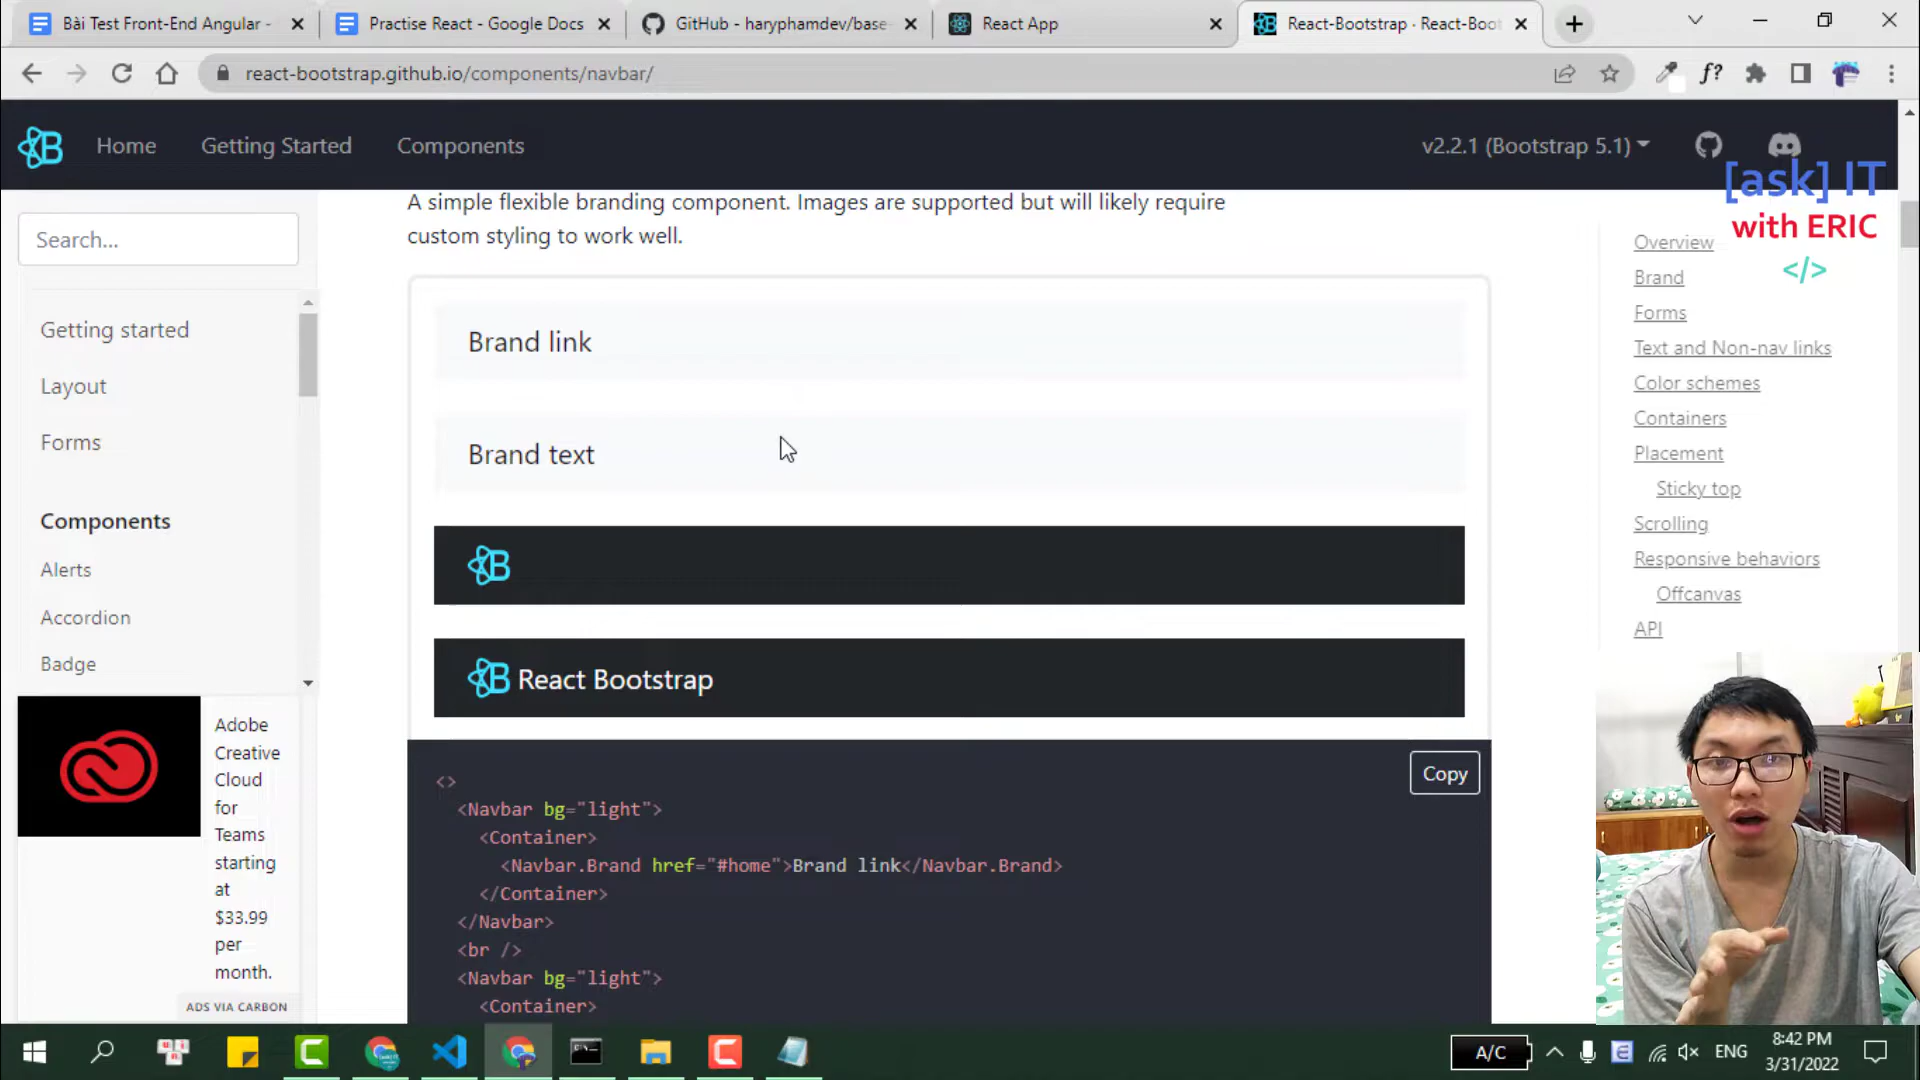 Bài Test Front-End Angular -
Practise React - Google Docs
GitHub - haryphamdev/base-
React App
React-Bootstrap · React-Boot
react-bootstrap.github.io/components/navbar/
f?
B
Home
Getting Started
Components
v2.2.1 (Bootstrap 5.1)
[ask] IT
with ERIC
</>
Search...
Getting started
Layout
Forms
Components
Alerts
Accordion
Badge
Adobe
Creative
Cloud
for
Teams
starting
at
$33.99
per
month.
ADS VIA CARBON
A simple flexible branding component. Images are supported but will likely require
custom styling to work well.
Brand link
Brand text
B
B React Bootstrap
Copy
<>
<Navbar bg="light">
<Container>
<Navbar.Brand href="#home">Brand link</Navbar.Brand>
</Container>
</Navbar>
<br />
<Navbar bg="light">
<Container>
Overview
Brand
Forms
Text and Non-nav links
Color schemes
Containers
Placement
Sticky top
Scrolling
Responsive behaviors
Offcanvas
API
A/C
ENG
8:42 PM
3/31/2022